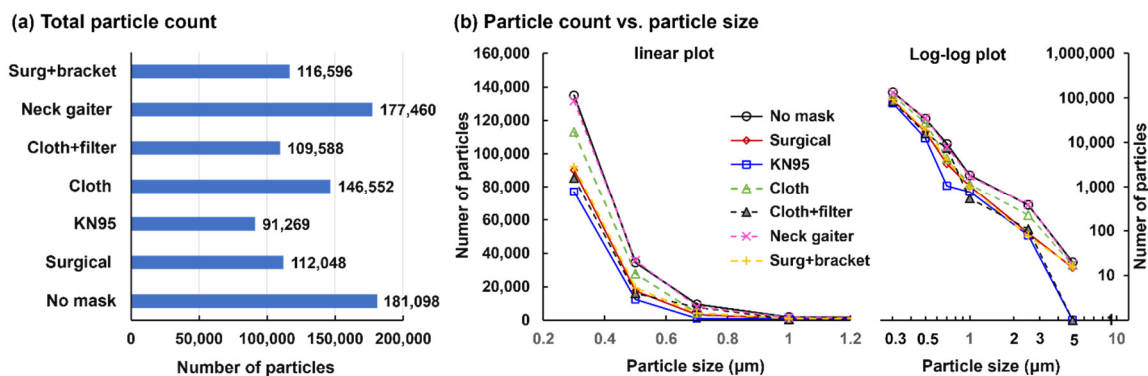 (a) Total particle count
Surg+bracket 116,596
Neck gaiter 177,460
Cloth+filter 109,588
Cloth 146,552
KN95 91,269
Surgical 112,048
No mask 181,098
0 50,000 100,000 150,000 200,000
Number of particles
(b) Particle count vs. particle size
linear plot
Numer of particles
160,000
140,000
120,000
100,000
80,000
60,000
40,000
20,000
0
0.2 0.4 0.6 0.8 1 1.2
Particle size (µm)
No mask
Surgical
KN95
Cloth
Cloth+filter
Neck gaiter
Surg+bracket
Log-log plot
1,000,000
100,000
10,000
1,000
100
10
1
Numer of particles
0.3 0.5 1 2 3 5 10
Particle size (µm)